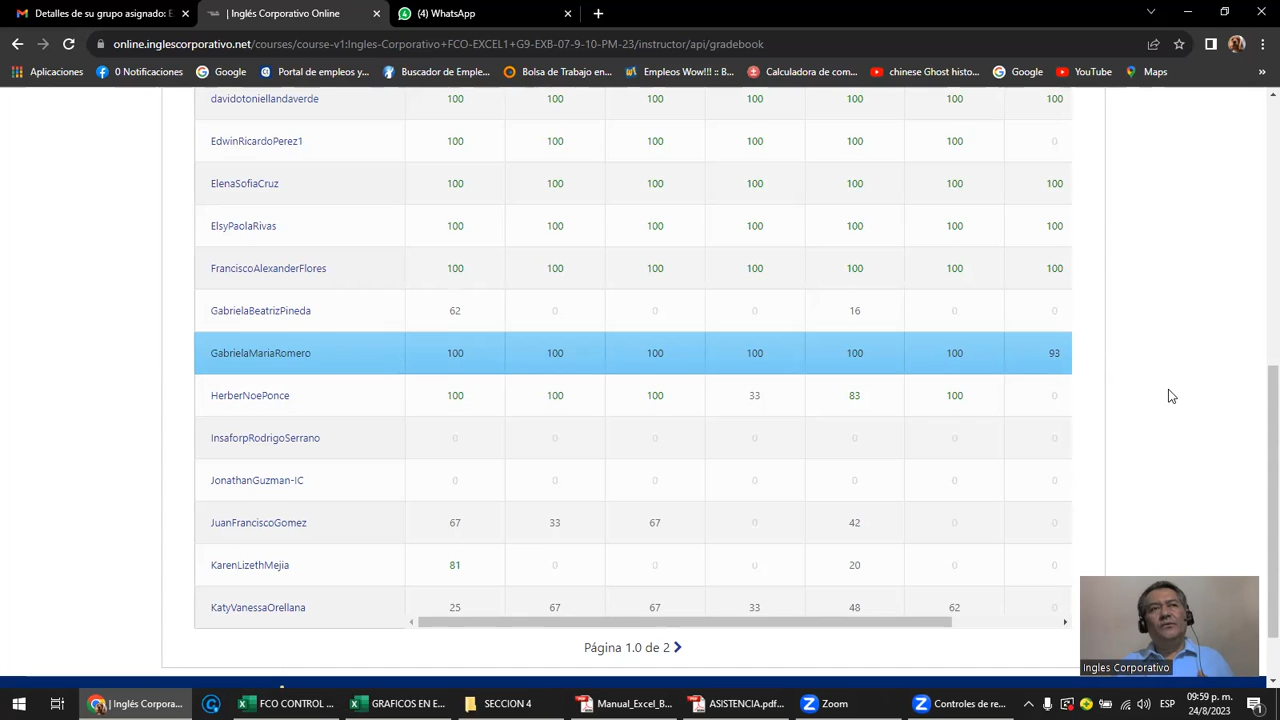 Detalles de su grupo asignado: E
| Inglés Corporativo Online
(4) WhatsApp
online.inglescorporativo.net/courses/course-v1:Ingles-Corporativo+FCO-EXCEL1+G9-EXB-07-9-10-PM-23/instructor/api/gradebook
Aplicaciones 0 Notificaciones Google Portal de empleos y... Buscador de Emple... Bolsa de Trabajo en... Empleos Wow!!! :: B... Calculadora de com... chinese Ghost histo... Google YouTube Maps »
davidotoniellandaverde 100 100 100 100 100 100 100
EdwinRicardoPerez1 100 100 100 100 100 100 0
ElenaSofiaCruz 100 100 100 100 100 100 100
ElsyPaolaRivas 100 100 100 100 100 100 100
FranciscoAlexanderFlores 100 100 100 100 100 100 100
GabrielaBeatrizPineda 62 0 0 0 16 0 0
GabrielaMariaRomero 100 100 100 100 100 100 93
HerberNoePonce 100 100 100 33 83 100 0
InsaforpRodrigoSerrano 0 0 0 0 0 0 0
JonathanGuzman-IC 0 0 0 0 0 0 0
JuanFranciscoGomez 67 33 67 0 42 0 0
KarenLizethMejia 81 0 0 0 20 0 0
KatyVanessaOrellana 25 67 67 33 48 62 0
Página 1.0 de 2
Ingles Corporativo
| Inglés Corpora...
FCO CONTROL ...
GRAFICOS EN E...
SECCION 4
Manual_Excel_B...
ASISTENCIA.pdf...
Zoom
Controles de re...
ESP
09:59 p. m.
24/8/2023